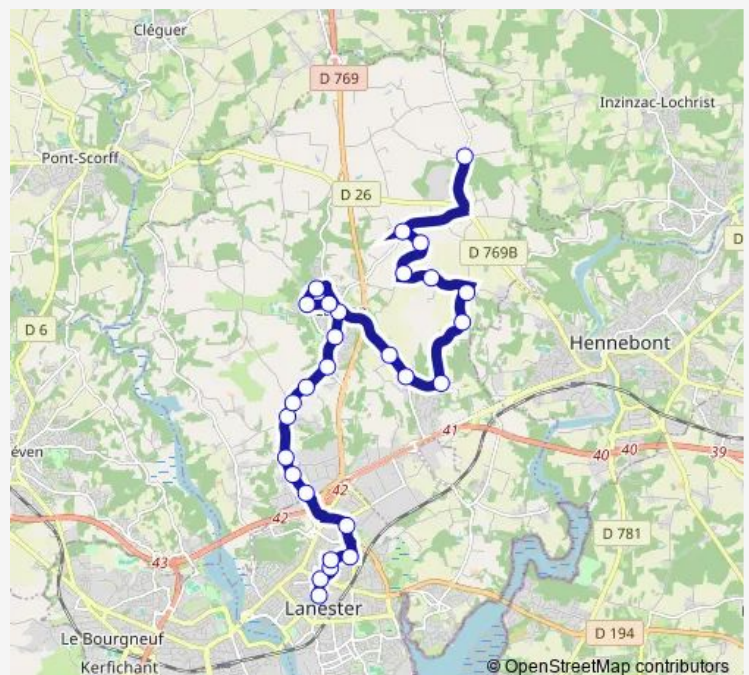 Cléguer
D 769
Inzinzac-Lochrist
Pont-Scorff
D 26
D
D 769B
D 6
Hennebont
41
40
40
39
éven
42
42
D 781
43
Lanester
D 194
Le Bourgneuf
Kerfichant
© OpenStreetMap contributors